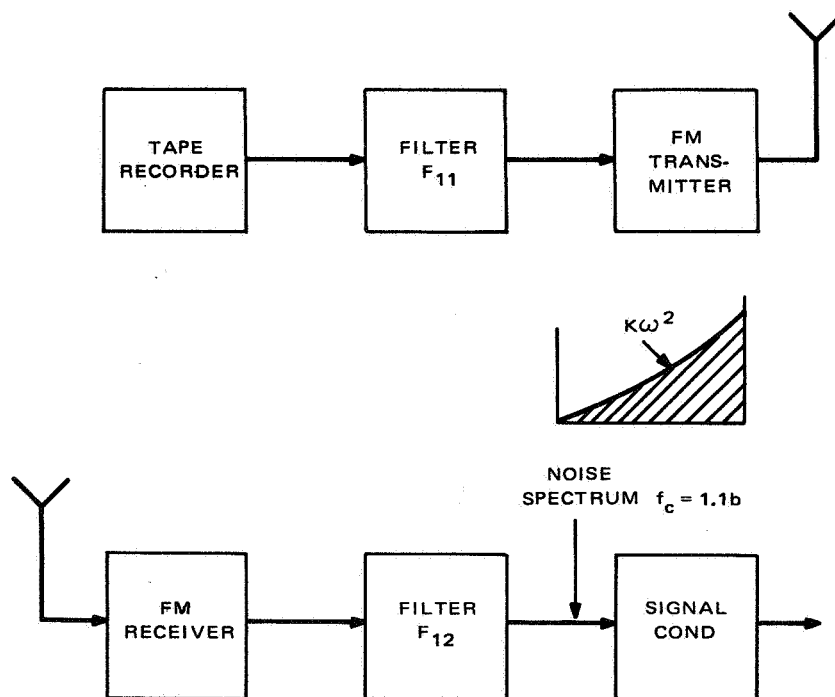 TAPE
RECORDER
FILTER
F11
FM
TRANS-
MITTER
Kω²
NOISE
SPECTRUM fc = 1.1b
FM
RECEIVER
FILTER
F12
SIGNAL
COND